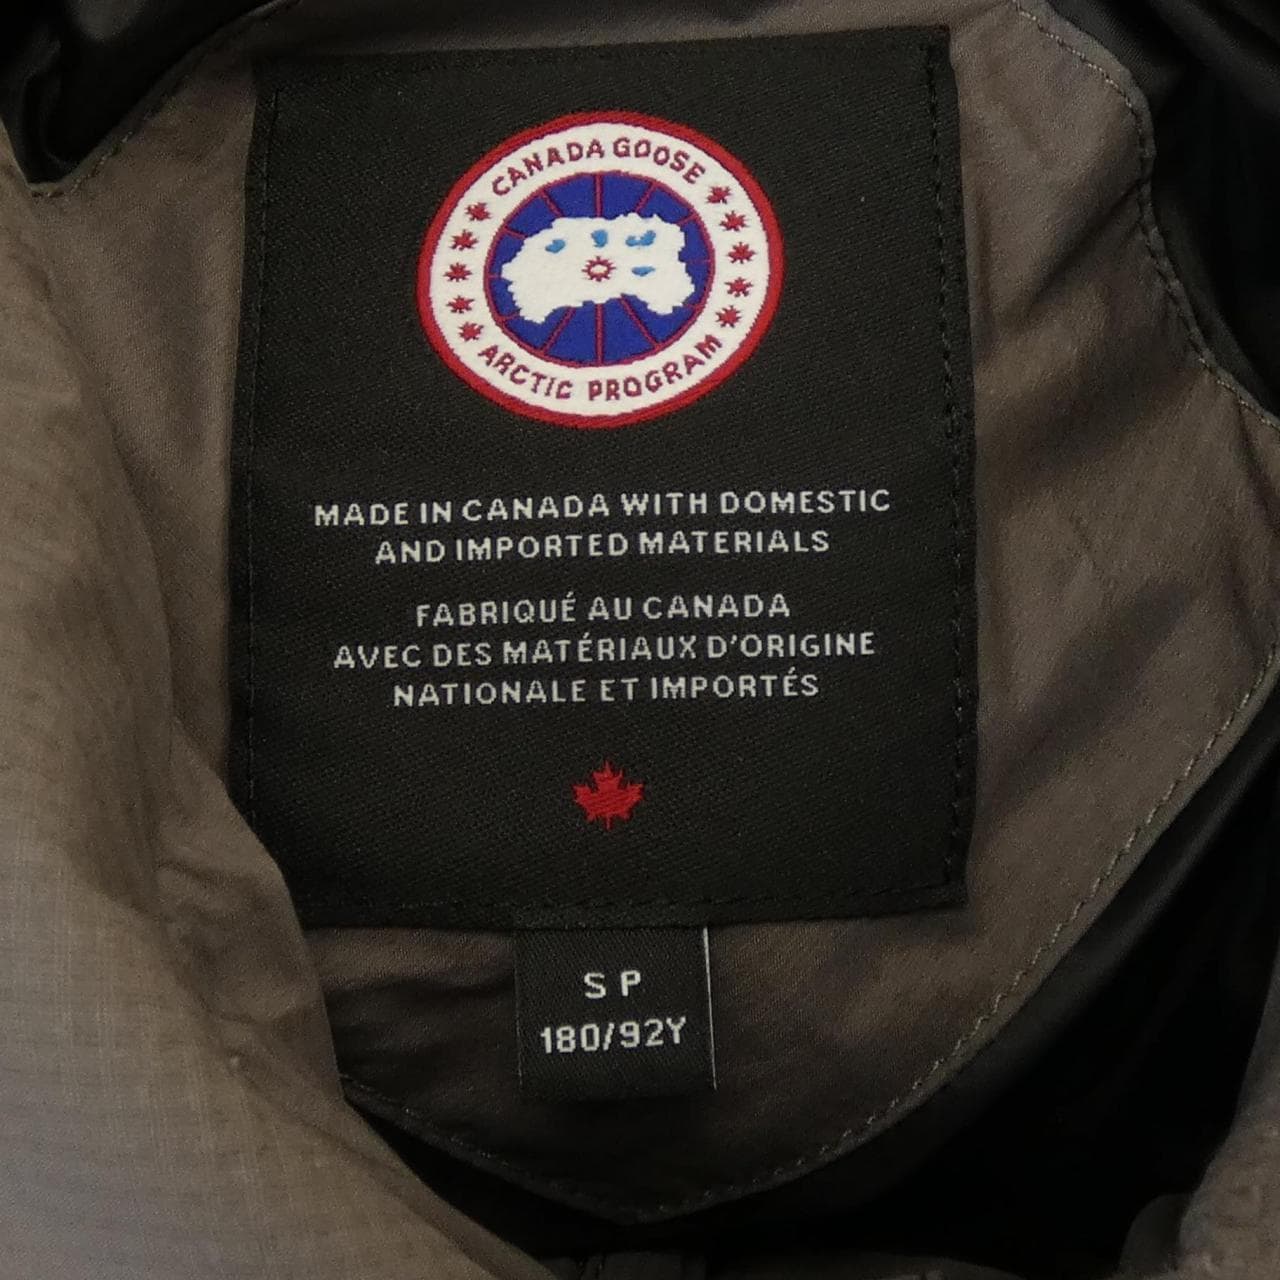 CANADA GOOSE
ARCTIC PROGRAM
MADE IN CANADA WITH DOMESTIC
AND IMPORTED MATERIALS
FABRIQUÉ AU CANADA
AVEC DES MATÉRIAUX D'ORIGINE
NATIONALE ET IMPORTÉS
S P
180/92Y